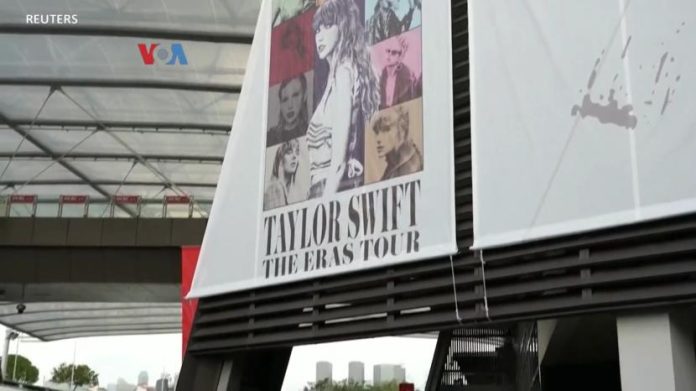 REUTERS
VOA
TAYLOR SWIFT
THE ERAS TOUR